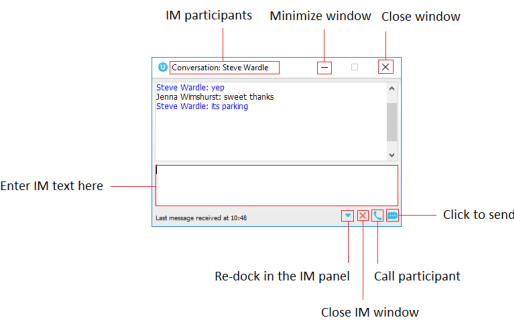 IM participants
Minimize window
Close window
Conversation: Steve Wardle
Steve Wardle: yep
Jenna Wimshurst: sweet thanks
Steve Wardle: its parking
Enter IM text here
Last message received at 10:48
Click to send
Re-dock in the IM panel
Call participant
Close IM window